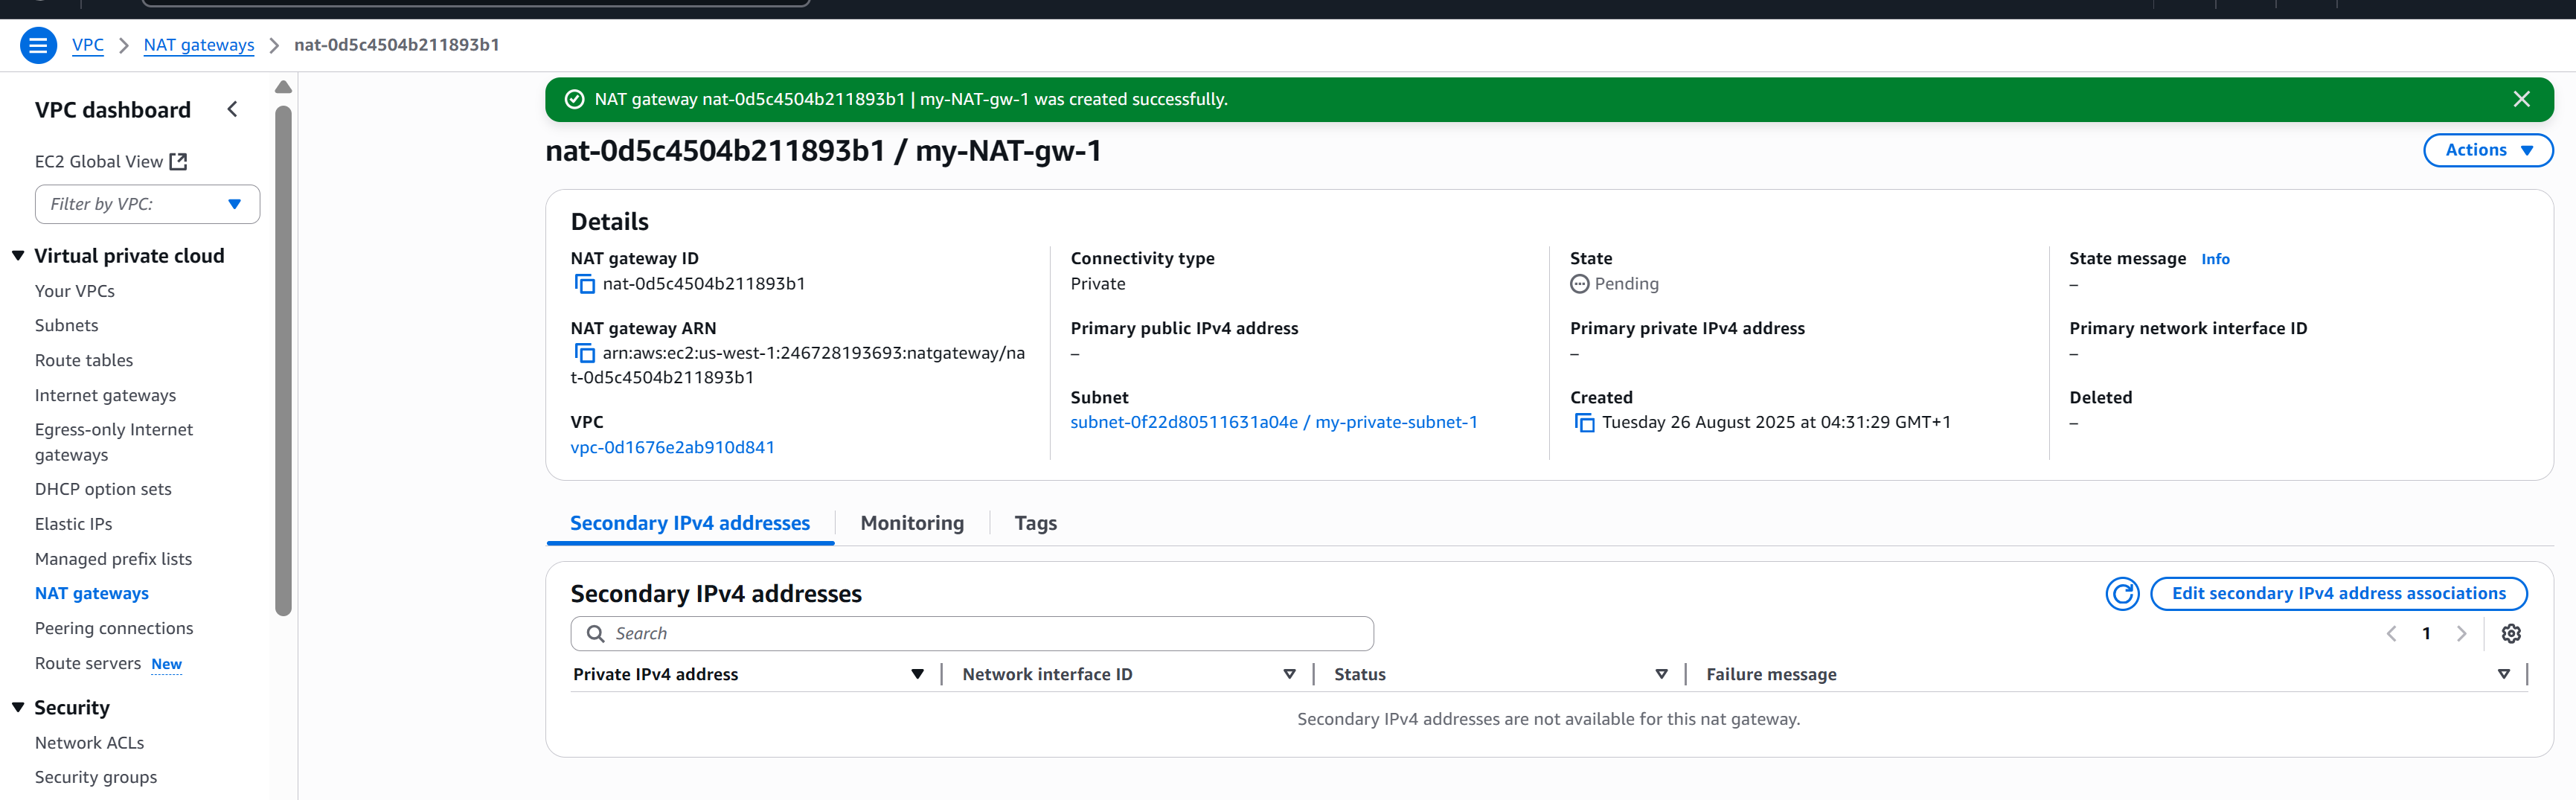 VPC > NAT gateways > nat-0d5c4504b211893b1
VPC dashboard
EC2 Global View
Filter by VPC:
Virtual private cloud
Your VPCs
Subnets
Route tables
Internet gateways
Egress-only Internet
gateways
DHCP option sets
Elastic IPs
Managed prefix lists
NAT gateways
Peering connections
Route servers New
Security
Network ACLs
Security groups
NAT gateway nat-0d5c4504b211893b1 | my-NAT-gw-1 was created successfully.
nat-0d5c4504b211893b1 / my-NAT-gw-1
Actions
Details
NAT gateway ID
nat-0d5c4504b211893b1
NAT gateway ARN
arn:aws:ec2:us-west-1:246728193693:natgateway/na
t-0d5c4504b211893b1
VPC
vpc-0d1676e2ab910d841
Connectivity type
Private
Primary public IPv4 address
–
Subnet
subnet-0f22d80511631a04e / my-private-subnet-1
State
Pending
Primary private IPv4 address
–
Created
Tuesday 26 August 2025 at 04:31:29 GMT+1
State message Info
–
Primary network interface ID
–
Deleted
–
Secondary IPv4 addresses
Monitoring
Tags
Secondary IPv4 addresses
Edit secondary IPv4 address associations
Search
1
Private IPv4 address
Network interface ID
Status
Failure message
Secondary IPv4 addresses are not available for this nat gateway.